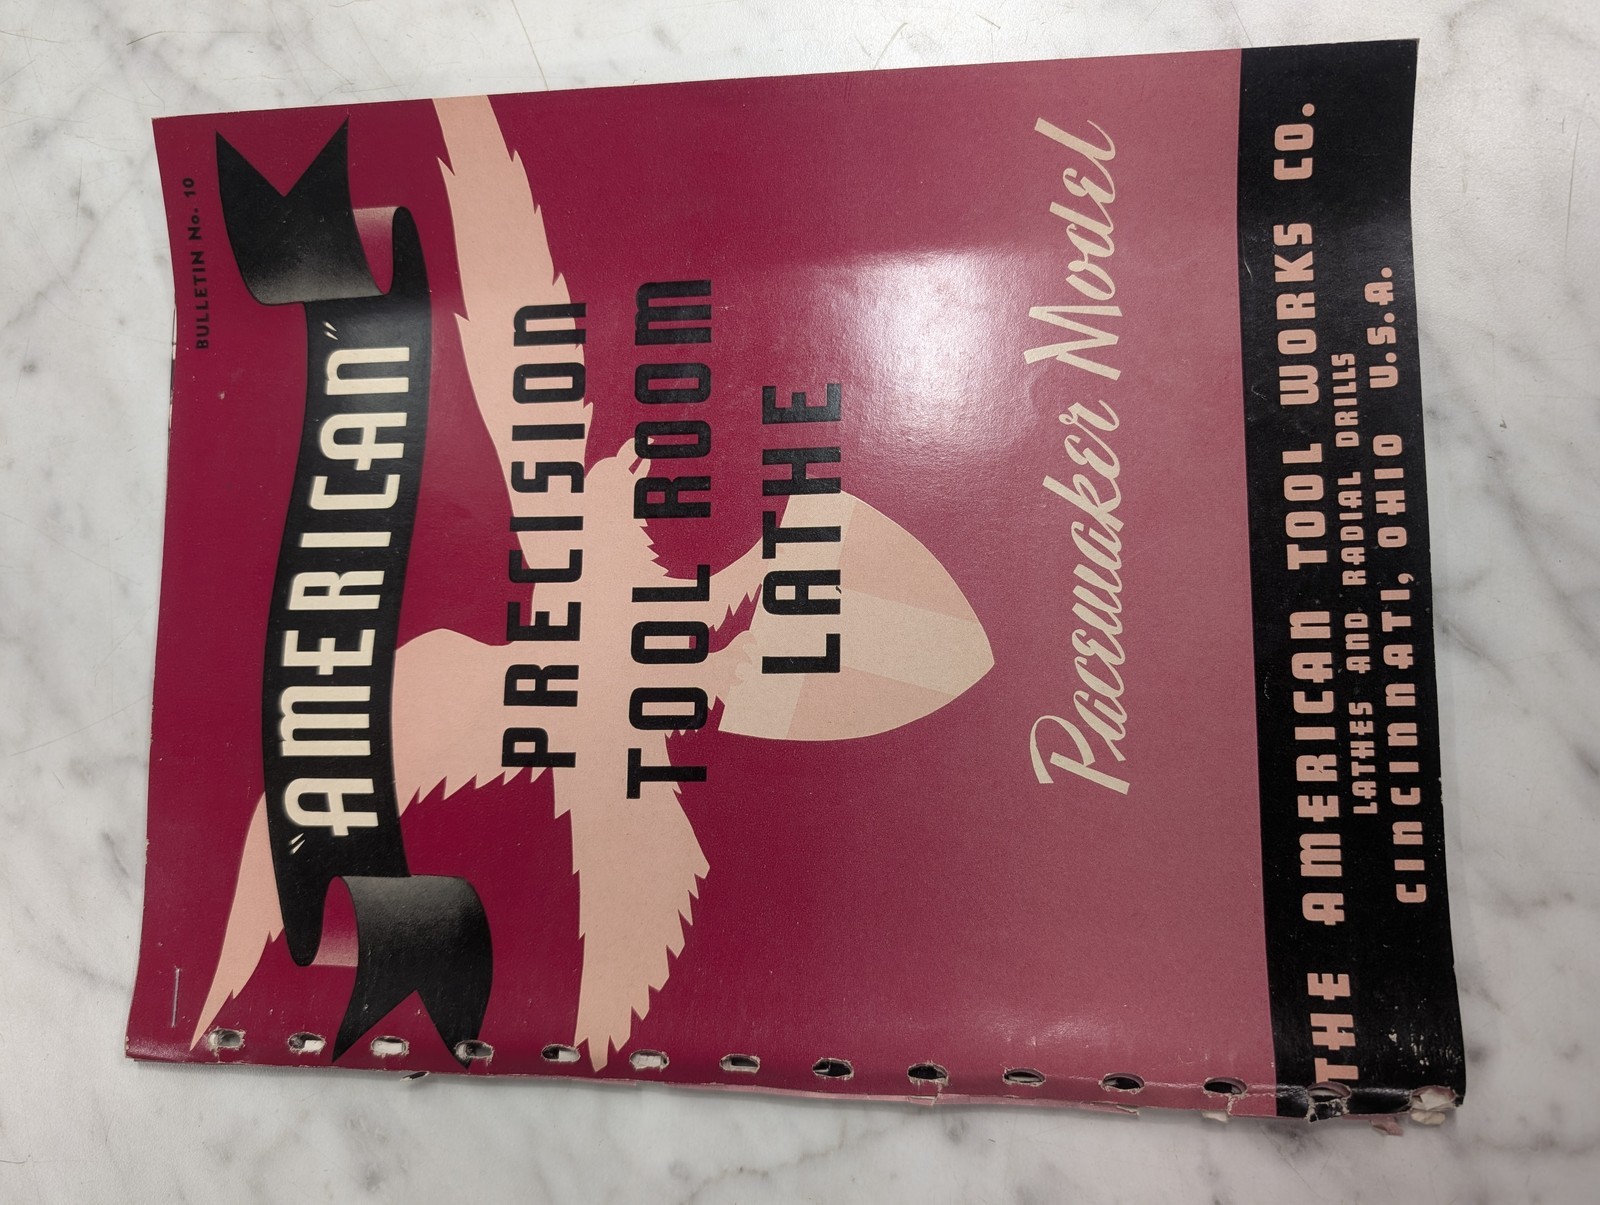 BULLETIN No. 10
"AMERICAN"
PRECISION
TOOL ROOM
LATHE
Pacemaker Model
THE AMERICAN TOOL WORKS CO.
LATHES AND RADIAL DRILLS
CINCINNATI, OHIO U.S.A.